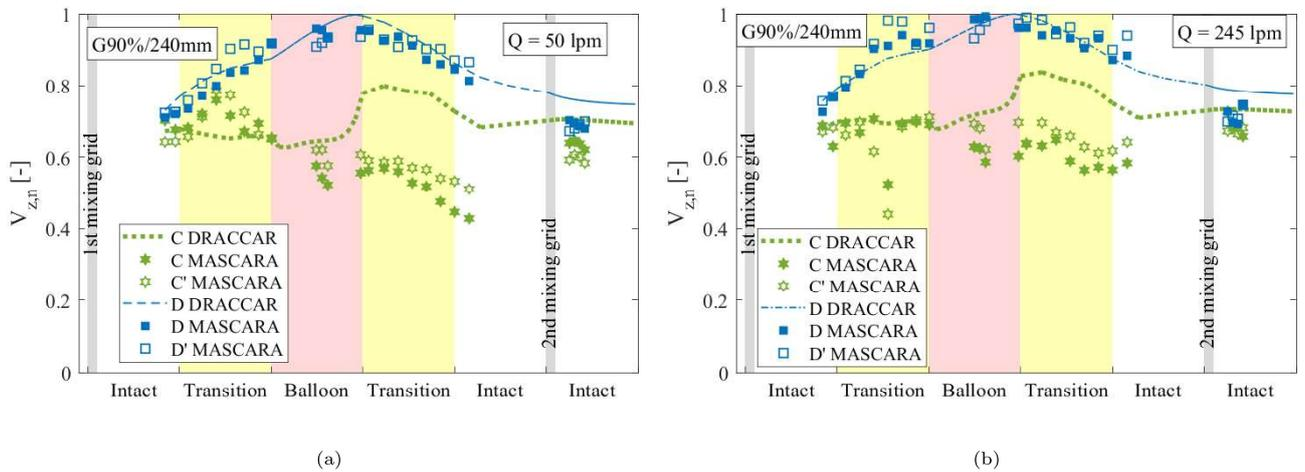 (a)
G90%/240mm
Q = 50 lpm
V_{z,n} [-]
1
0.8
0.6
0.4
0.2
0
1st mixing grid
2nd mixing grid
C DRACCAR
C MASCARA
C' MASCARA
D DRACCAR
D MASCARA
D' MASCARA
Intact Transition Balloon Transition Intact Intact
(b)
G90%/240mm
Q = 245 lpm
V_{z,n} [-]
1
0.8
0.6
0.4
0.2
0
1st mixing grid
2nd mixing grid
C DRACCAR
C MASCARA
C' MASCARA
D DRACCAR
D MASCARA
D' MASCARA
Intact Transition Balloon Transition Intact Intact